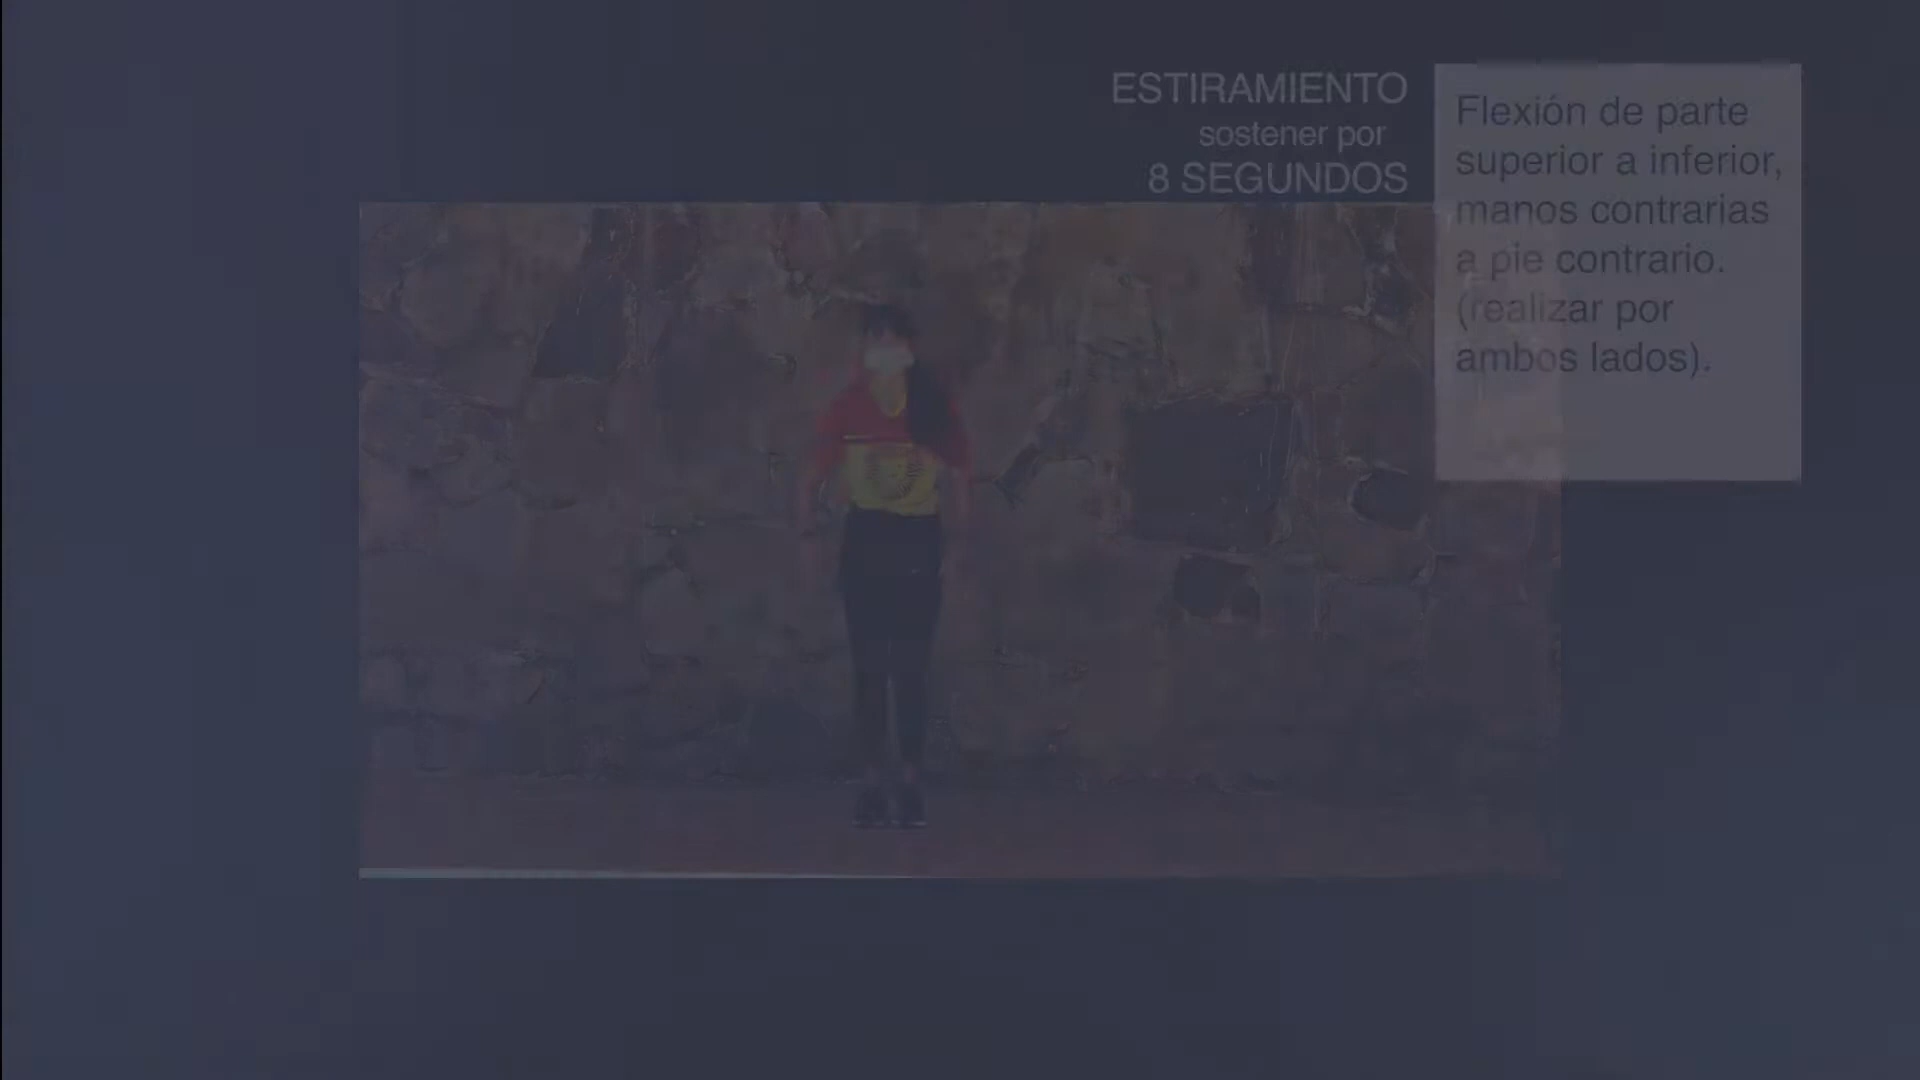 ESTIRAMIENTO
sostener por
8 SEGUNDOS
Flexión de parte
superior a inferior,
manos contrarias
a pie contrario.
(realizar por
ambos lados).